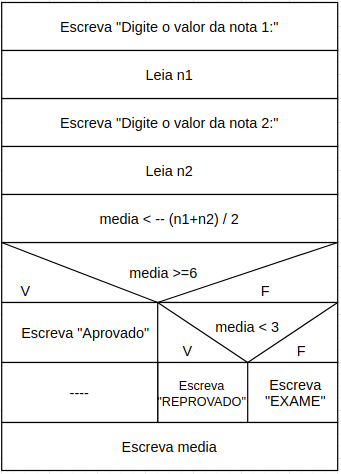 Escreva "Digite o valor da nota 1:"
Leia n1
Escreva "Digite o valor da nota 2:"
Leia n2
media < -- (n1+n2) / 2
media >=6
V
F
Escreva "Aprovado"
media < 3
V
F
----
Escreva
"REPROVADO"
Escreva
"EXAME"
Escreva media